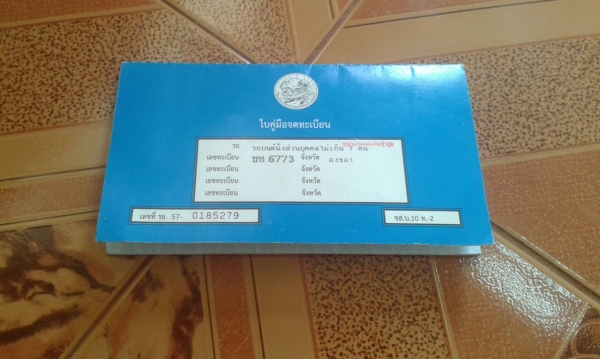 ใบคู่มือจดทะเบียน
รถ รถยนต์นั่งส่วนบุคคลไม่เกิน 7 คน
เลขทะเบียน 6773 จังหวัด สงขลา
เลขทะเบียน จังหวัด
เลขทะเบียน จังหวัด
เลขทะเบียน จังหวัด
เลขที่ รย. 57- 0185279
ขส.บ.10 ห.-2